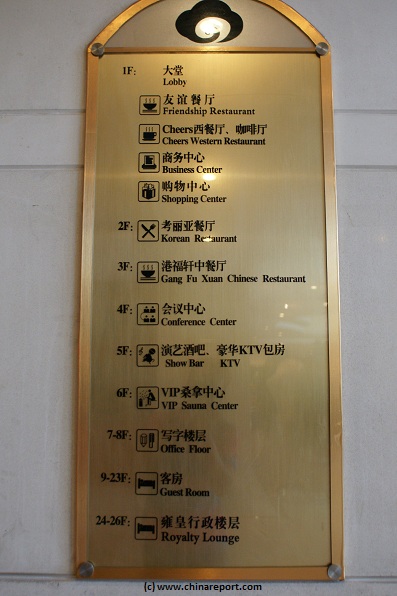 1F: 大堂
Lobby
友谊餐厅
Friendship Restaurant
Cheers西餐厅、咖啡厅
Cheers Western Restaurant
商务中心
Business Center
购物中心
Shopping Center
2F: 考丽亚餐厅
Korean Restaurant
3F: 港福轩中餐厅
Gang Fu Xuan Chinese Restaurant
4F: 会议中心
Conference Center
5F: 演艺酒吧、豪华KTV包房
Show Bar KTV
6F: VIP桑拿中心
VIP Sauna Center
7-8F: 写字楼层
Office Floor
9-23F: 客房
Guest Room
24-26F: 雍皇行政楼层
Royalty Lounge
(c) www.chinareport.com